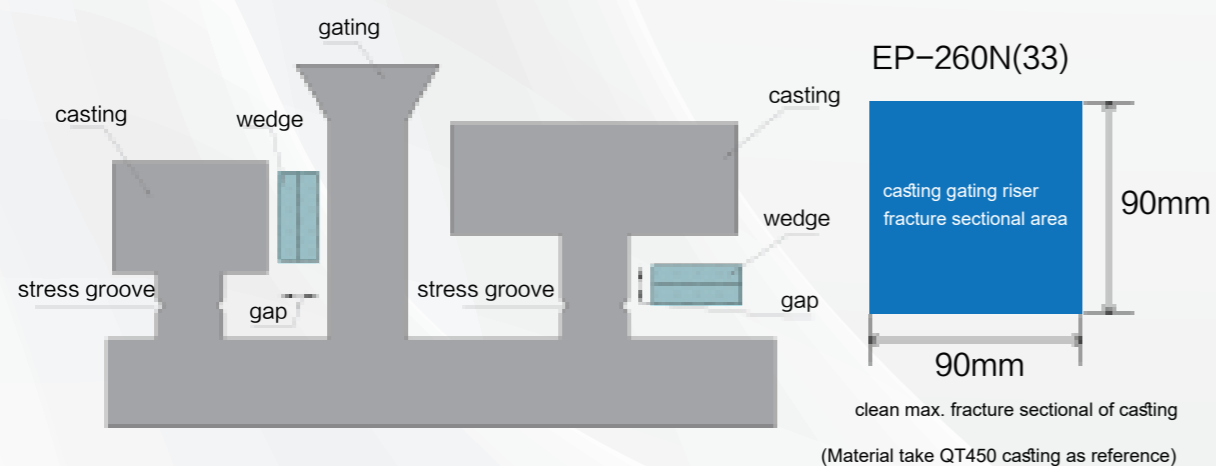 gating
casting
wedge
stress groove
gap
casting
wedge
stress groove
gap
EP-260N(33)
casting gating riser
fracture sectional area
90mm
90mm
clean max. fracture sectional of casting
(Material take QT450 casting as reference)